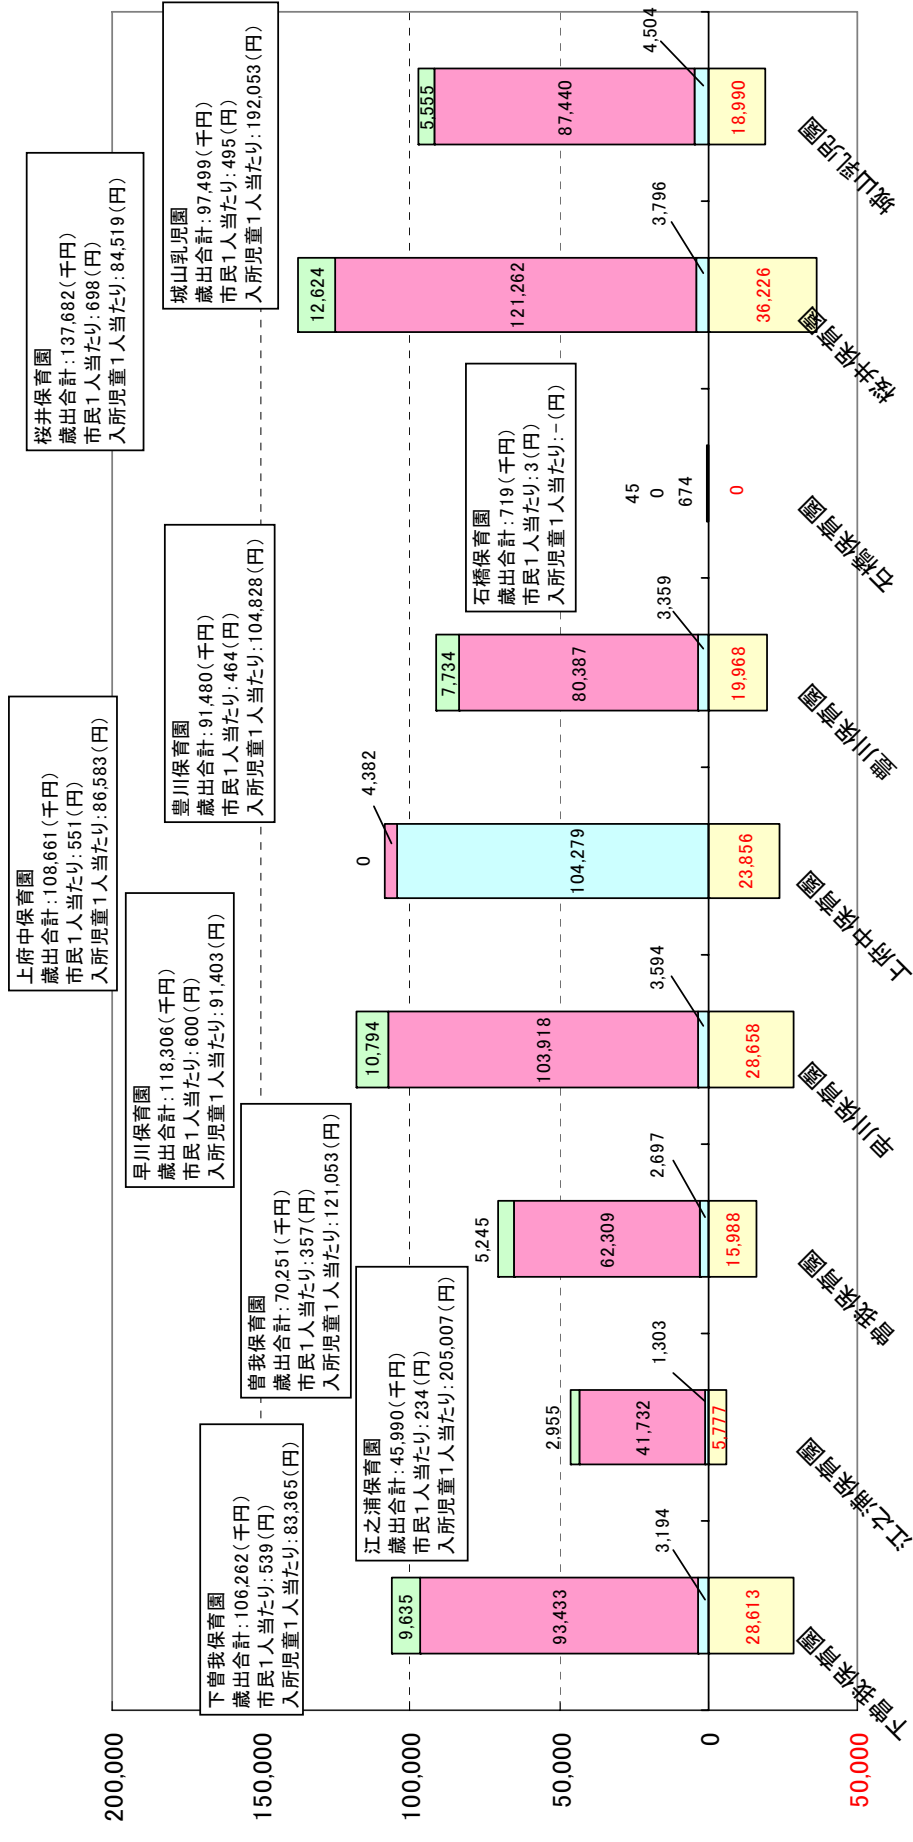 200,000
150,000
100,000
50,000
0
50,000
下曽我保育園
歳出合計:106,262(千円)
市民1人当たり:539(円)
入所児童1人当たり:83,365(円)
9,635
93,433
3,194
28,613
下曽我保育園
江之浦保育園
歳出合計:45,990(千円)
市民1人当たり:234(円)
入所児童1人当たり:205,007(円)
2,955
41,732
1,303
5,777
江之浦保育園
曽我保育園
歳出合計:70,251(千円)
市民1人当たり:357(円)
入所児童1人当たり:121,053(円)
5,245
62,309
2,697
15,988
曽我保育園
早川保育園
歳出合計:118,306(千円)
市民1人当たり:600(円)
入所児童1人当たり:91,403(円)
10,794
103,918
3,594
28,658
早川保育園
上府中保育園
歳出合計:108,661(千円)
市民1人当たり:551(円)
入所児童1人当たり:86,583(円)
0
4,382
104,279
23,856
上府中保育園
豊川保育園
歳出合計:91,480(千円)
市民1人当たり:464(円)
入所児童1人当たり:104,828(円)
7,734
80,387
3,359
19,968
豊川保育園
石橋保育園
歳出合計:719(千円)
市民1人当たり:3(円)
入所児童1人当たり:-(円)
45
0
674
0
石橋保育園
桜井保育園
歳出合計:137,682(千円)
市民1人当たり:698(円)
入所児童1人当たり:84,519(円)
12,624
121,262
3,796
36,226
桜井保育園
城山乳児園
歳出合計:97,499(千円)
市民1人当たり:495(円)
入所児童1人当たり:192,053(円)
5,555
87,440
4,504
18,990
城山乳児園